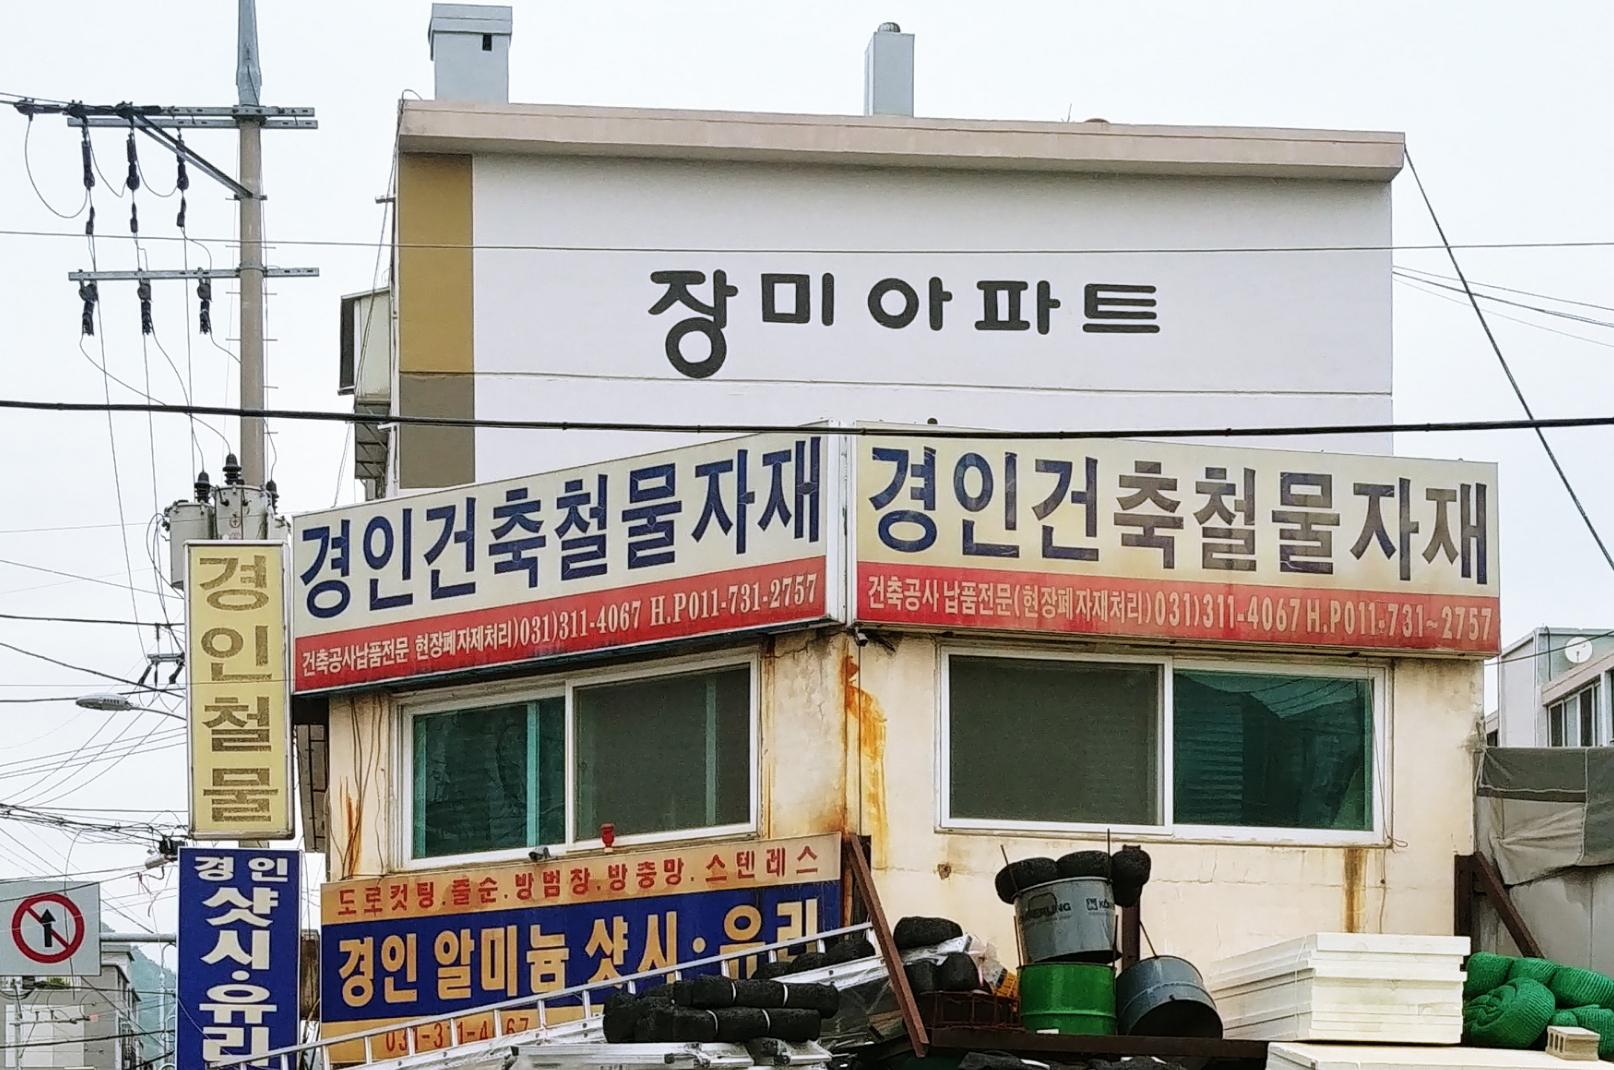 장미아파트
경인건축철물자재
건축공사납품전문 현장폐자제처리)031)311-4067 H.P011-731-2757
경인건축철물자재
건축공사 납품전문(현장폐자재처리)031)311-4067 H.P011-731~2757
경인철물
경인
샷시·유리
도로컷팅.줄순.방범창.방충망.스텐레스
경인 알미늄 샷시·유리
031-311-4067